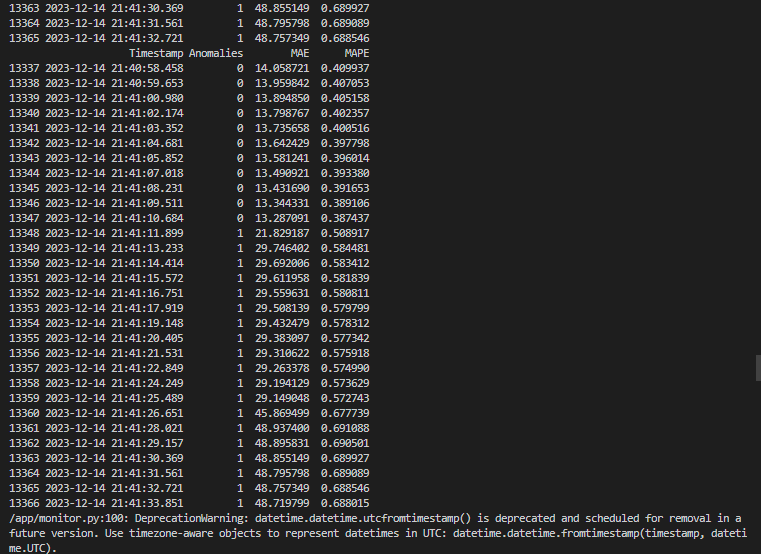 13363 2023-12-14 21:41:30.369 1 48.855149 0.689927
13364 2023-12-14 21:41:31.561 1 48.795798 0.689089
13365 2023-12-14 21:41:32.721 1 48.757349 0.688546
Timestamp Anomalies MAE MAPE
13337 2023-12-14 21:40:58.458 0 14.058721 0.409937
13338 2023-12-14 21:40:59.653 0 13.959842 0.407053
13339 2023-12-14 21:41:00.980 0 13.894850 0.405158
13340 2023-12-14 21:41:02.174 0 13.798767 0.402357
13341 2023-12-14 21:41:03.352 0 13.735658 0.400516
13342 2023-12-14 21:41:04.681 0 13.642429 0.397798
13343 2023-12-14 21:41:05.852 0 13.581241 0.396014
13344 2023-12-14 21:41:07.018 0 13.490921 0.393380
13345 2023-12-14 21:41:08.231 0 13.431690 0.391653
13346 2023-12-14 21:41:09.511 0 13.344331 0.389106
13347 2023-12-14 21:41:10.684 0 13.287091 0.387437
13348 2023-12-14 21:41:11.899 1 21.829187 0.508917
13349 2023-12-14 21:41:13.233 1 29.746402 0.584481
13350 2023-12-14 21:41:14.414 1 29.692006 0.583412
13351 2023-12-14 21:41:15.572 1 29.611958 0.581839
13352 2023-12-14 21:41:16.751 1 29.559631 0.580811
13353 2023-12-14 21:41:17.919 1 29.508139 0.579799
13354 2023-12-14 21:41:19.148 1 29.432479 0.578312
13355 2023-12-14 21:41:20.405 1 29.383097 0.577342
13356 2023-12-14 21:41:21.531 1 29.310622 0.575918
13357 2023-12-14 21:41:22.849 1 29.263378 0.574990
13358 2023-12-14 21:41:24.249 1 29.194129 0.573629
13359 2023-12-14 21:41:25.489 1 29.149048 0.572743
13360 2023-12-14 21:41:26.651 1 45.869499 0.677739
13361 2023-12-14 21:41:28.021 1 48.937400 0.691088
13362 2023-12-14 21:41:29.157 1 48.895831 0.690501
13363 2023-12-14 21:41:30.369 1 48.855149 0.689927
13364 2023-12-14 21:41:31.561 1 48.795798 0.689089
13365 2023-12-14 21:41:32.721 1 48.757349 0.688546
13366 2023-12-14 21:41:33.851 1 48.719799 0.688015
/app/monitor.py:100: DeprecationWarning: datetime.datetime.utcfromtimestamp() is deprecated and scheduled for removal in a
future version. Use timezone-aware objects to represent datetimes in UTC: datetime.datetime.fromtimestamp(timestamp, dateti
me.UTC).